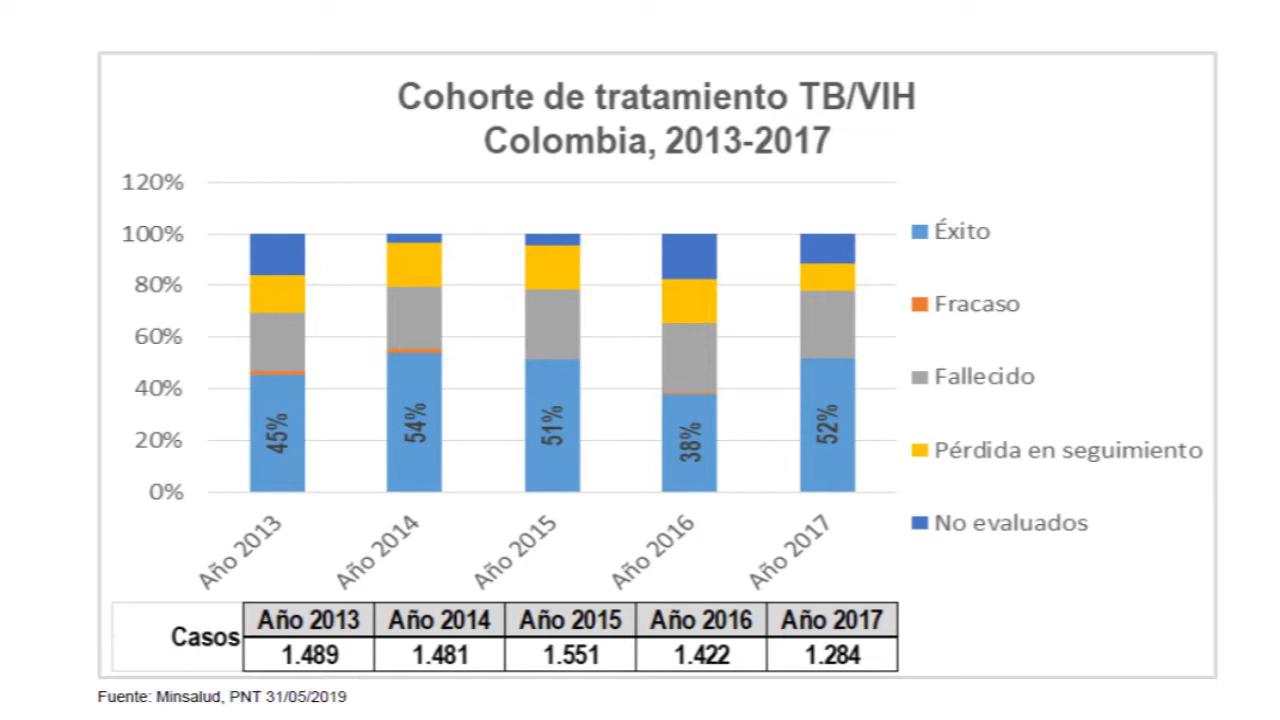 Cohorte de tratamiento TB/VIH
Colombia, 2013-2017
120%
100%
80%
60%
40%
20%
0%
45%
54%
51%
38%
52%
Año 2013
Año 2014
Año 2015
Año 2016
Año 2017
Éxito
Fracaso
Fallecido
Pérdida en seguimiento
No evaluados
Casos
Año 2013 Año 2014 Año 2015 Año 2016 Año 2017
1.489 1.481 1.551 1.422 1.284
Fuente: Minsalud, PNT 31/05/2019